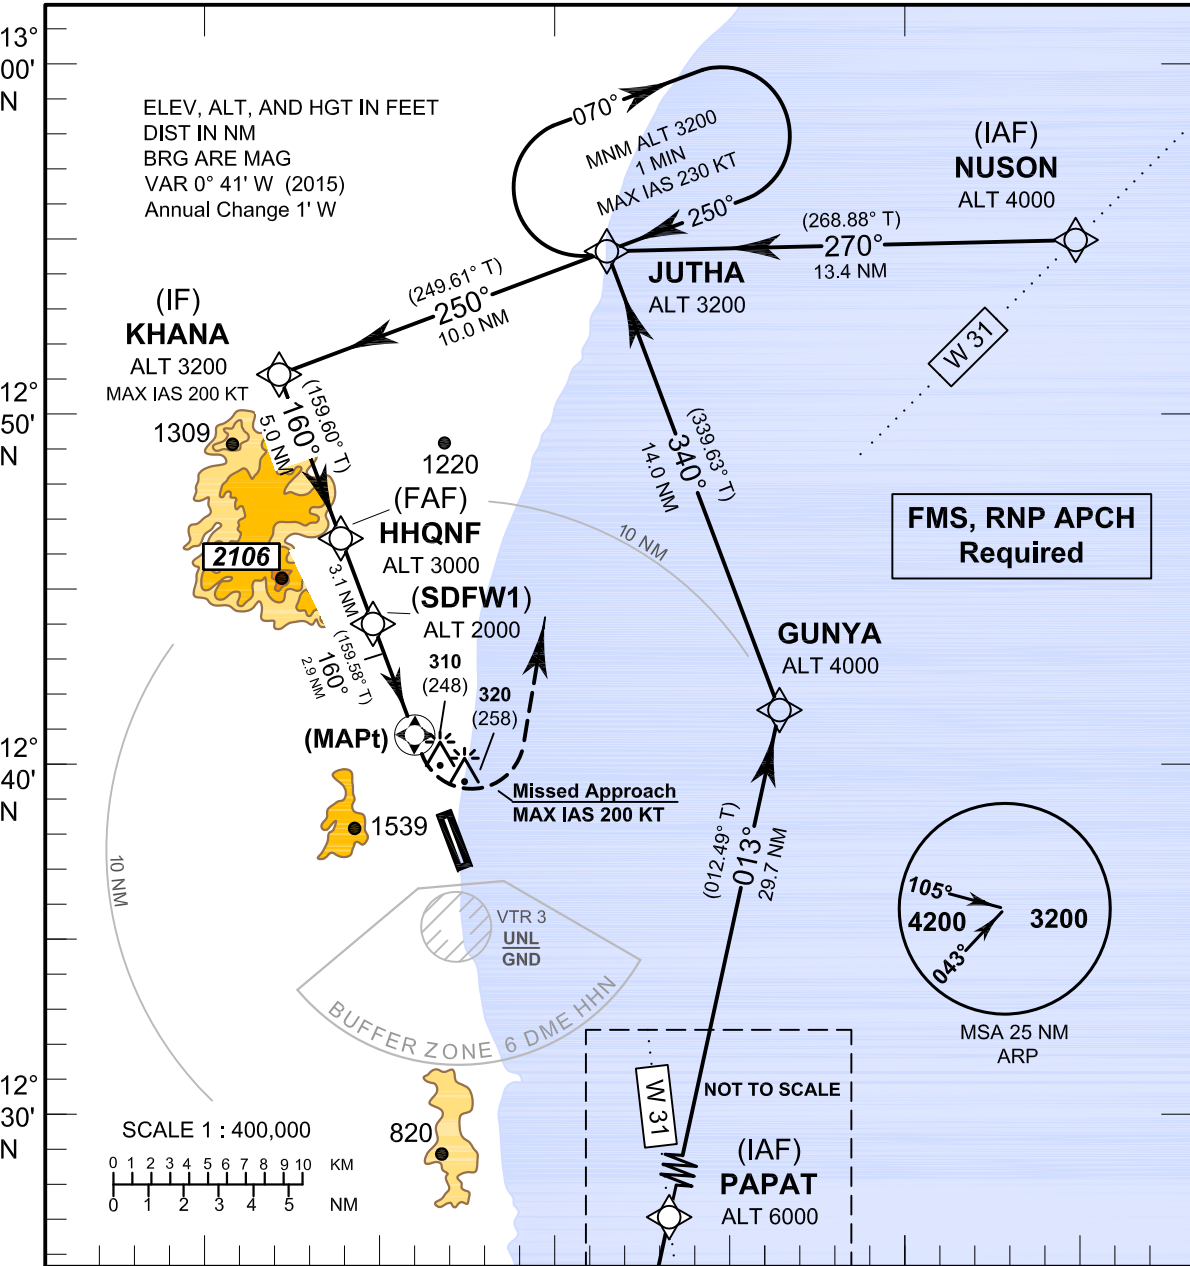 13°
00'
N
ELEV, ALT, AND HGT IN FEET
DIST IN NM
BRG ARE MAG
VAR 0° 41' W (2015)
Annual Change 1' W
070°
MNM ALT 3200
1 MIN
MAX IAS 230 KT
250°
(IAF)
NUSON
ALT 4000
(268.88° T)
270°
13.4 NM
JUTHA
ALT 3200
(249.61° T)
250°
10.0 NM
(IF)
KHANA
ALT 3200
MAX IAS 200 KT
W 31
12°
50'
N
(159.60° T)
160°
5.0 NM
1309
1220
(339.63° T)
340°
14.0 NM
(FAF)
HHQNF
ALT 3000
10 NM
FMS, RNP APCH
Required
2106
3.1 NM
(SDFW1)
ALT 2000
GUNYA
ALT 4000
(159.58° T)
160°
2.9 NM
310
(248)
320
(258)
(MAPt)
12°
40'
N
Missed Approach
MAX IAS 200 KT
1539
(012.49° T)
013°
29.7 NM
10 NM
VTR 3
UNL
GND
BUFFER ZONE 6 DME HHN
105°
4200
3200
043°
MSA 25 NM
ARP
12°
30'
N
NOT TO SCALE
W 31
(IAF)
PAPAT
ALT 6000
820
SCALE 1 : 400,000
0 1 2 3 4 5 6 7 8 9 10 KM
0 1 2 3 4 5 NM